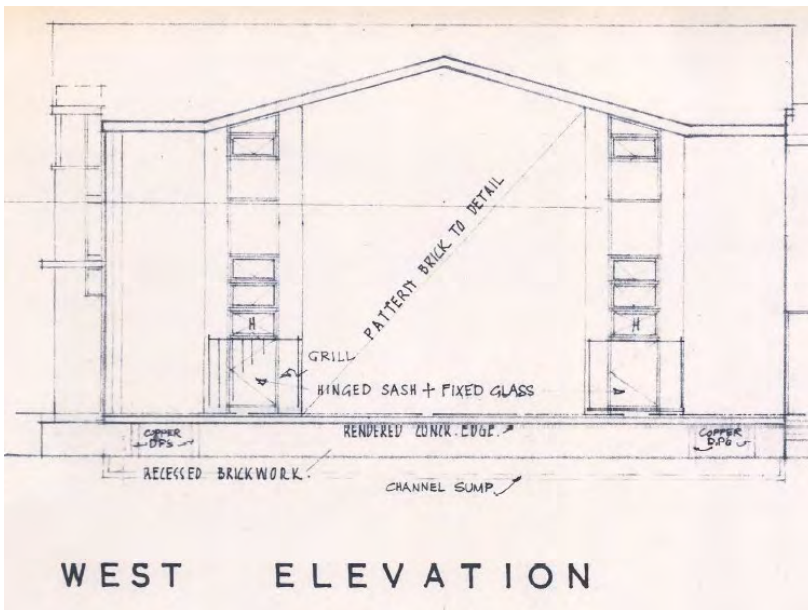 PATTERN BRICK TO DETAIL
H
H
GRILL
G
A
A
HINGED SASH + FIXED GLASS
COPPER
D.P.S
RENDERED CONCR. EDGE.
COPPER
D.P.S
RECESSED BRICKWORK.
CHANNEL SUMP
WEST ELEVATION